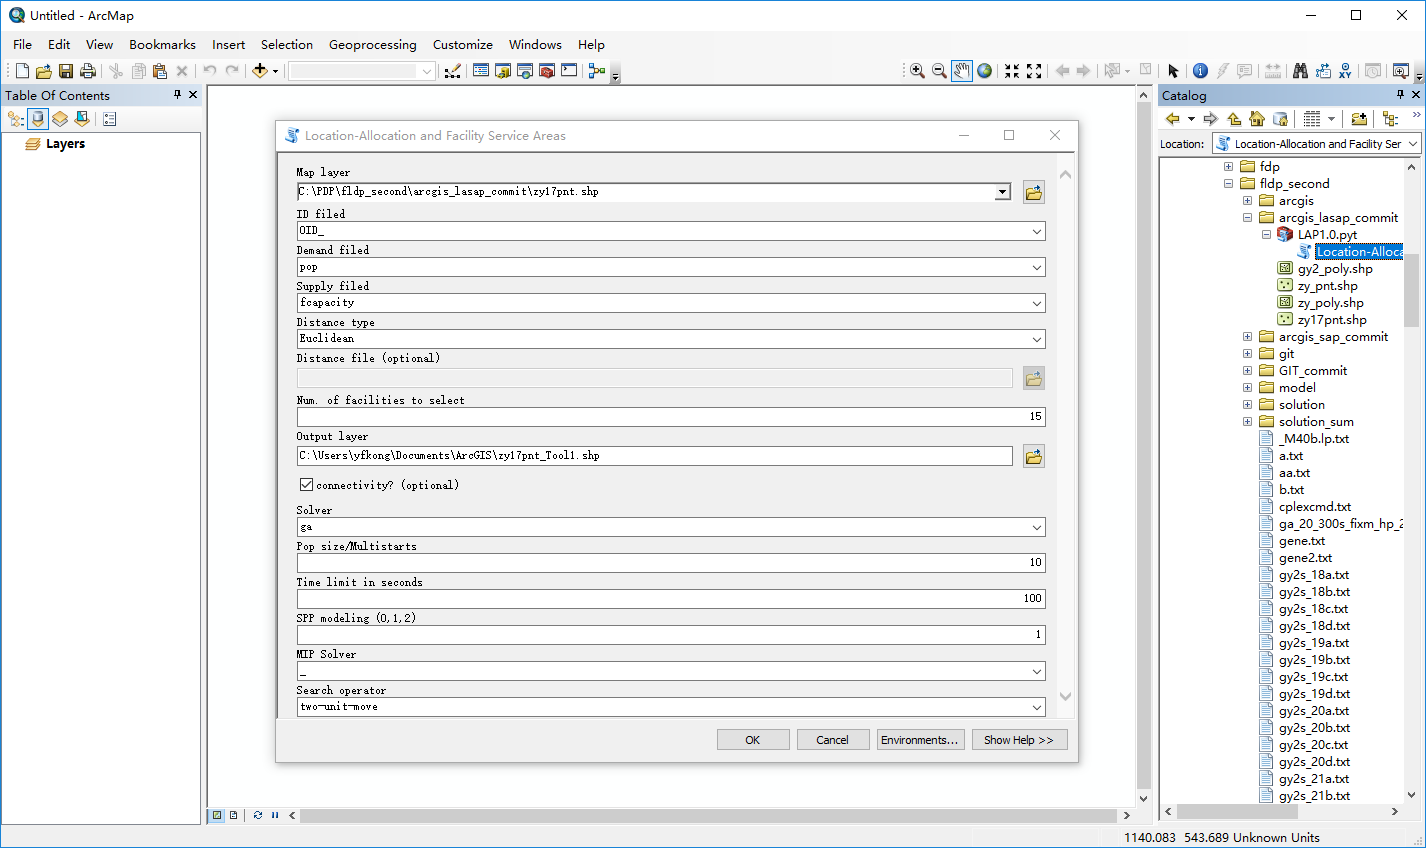 Untitled - ArcMap
File Edit View Bookmarks Insert Selection Geoprocessing Customize Windows Help
Table Of Contents
Layers
Location-Allocation and Facility Service Areas
Map layer
C:\PDP\fldp_second\arcgis_lasap_commit\zy17pnt.shp
ID filed
OID_
Demand filed
pop
Supply filed
fcapacity
Distance type
Euclidean
Distance file (optional)
Num. of facilities to select
15
Output layer
C:\Users\yfkong\Documents\ArcGIS\zy17pnt_Tool1.shp
connectivity? (optional)
Solver
ga
Pop size/Multistarts
10
Time limit in seconds
100
SPP modeling (0,1,2)
1
MIP Solver
_
Search operator
two-unit-move
OK Cancel Environments... Show Help >>
Catalog
Location: Location-Allocation and Facility Ser
fdp
fldp_second
arcgis
arcgis_lasap_commit
LAP1.0.pyt
Location-Alloca
gy2_poly.shp
zy_pnt.shp
zy_poly.shp
zy17pnt.shp
arcgis_sap_commit
git
GIT_commit
model
solution
solution_sum
_M40b.lp.txt
a.txt
aa.txt
b.txt
cplexcmd.txt
ga_20_300s_fixm_hp_2
gene.txt
gene2.txt
gy2s_18a.txt
gy2s_18b.txt
gy2s_18c.txt
gy2s_18d.txt
gy2s_19a.txt
gy2s_19b.txt
gy2s_19c.txt
gy2s_19d.txt
gy2s_20a.txt
gy2s_20b.txt
gy2s_20c.txt
gy2s_20d.txt
gy2s_21a.txt
gy2s_21b.txt
1140.083 543.689 Unknown Units